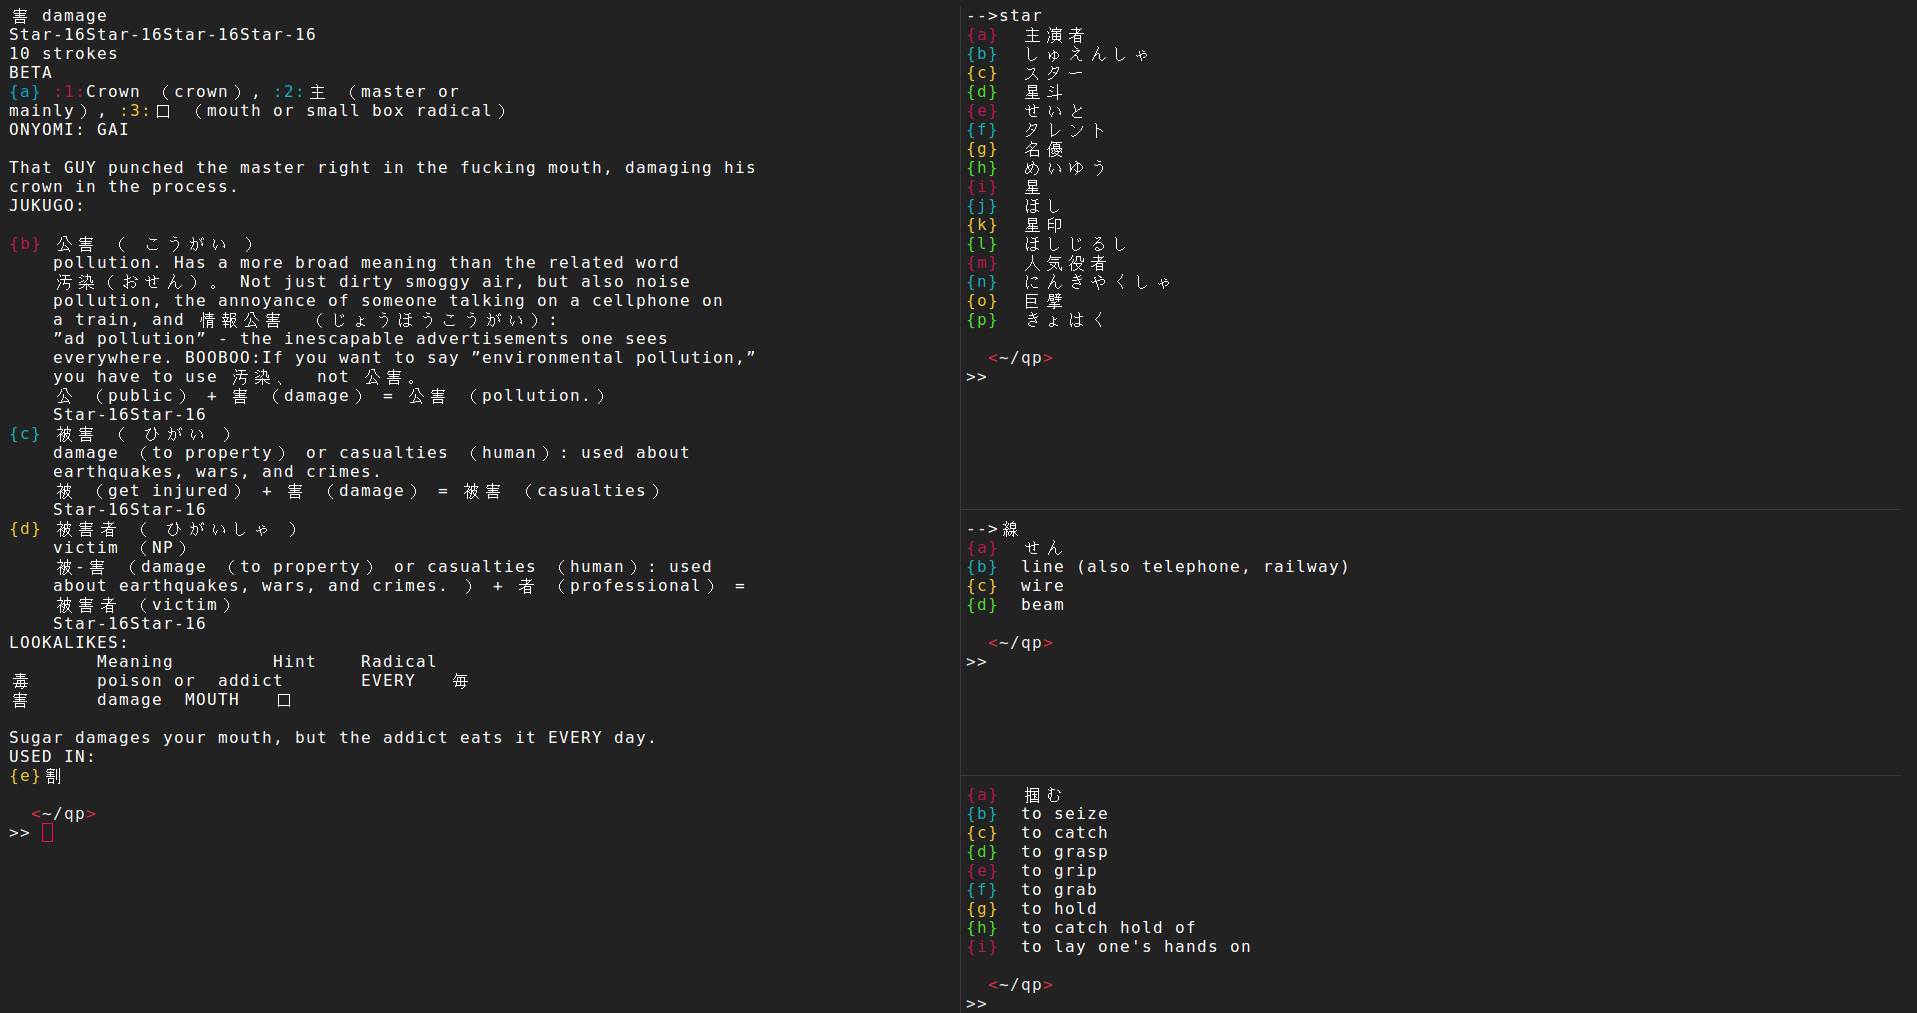 害 damage
Star-16Star-16Star-16Star-16
10 strokes
BETA
{a} :1:Crown （crown）, :2:主 （master or
mainly）, :3:口 （mouth or small box radical）
ONYOMI: GAI
That GUY punched the master right in the fucking mouth, damaging his
crown in the process.
JUKUGO:
{b} 公害 （ こうがい ）
pollution. Has a more broad meaning than the related word
汚染（おせん）。 Not just dirty smoggy air, but also noise
pollution, the annoyance of someone talking on a cellphone on
a train, and 情報公害 （じょうほうこうがい）:
”ad pollution” - the inescapable advertisements one sees
everywhere. BOOBOO:If you want to say ”environmental pollution,”
you have to use 汚染、 not 公害。
公 （public） + 害 （damage） = 公害 （pollution.）
Star-16Star-16
{c} 被害 （ ひがい ）
damage （to property） or casualties （human）: used about
earthquakes, wars, and crimes.
被 （get injured） + 害 （damage） = 被害 （casualties）
Star-16Star-16
{d} 被害者 （ ひがいしゃ ）
victim （NP）
被-害 （damage （to property） or casualties （human）: used
about earthquakes, wars, and crimes. ） + 者 （professional） =
被害者 （victim）
Star-16Star-16
LOOKALIKES:
Meaning Hint Radical
毒 poison or addict EVERY 毎
害 damage MOUTH 口
Sugar damages your mouth, but the addict eats it EVERY day.
USED IN:
{e}割
<~/qp>
>>
-->star
{a} 主演者
{b} しゅえんしゃ
{c} スター
{d} 星斗
{e} せいと
{f} タレント
{g} 名優
{h} めいゆう
{i} 星
{j} ほし
{k} 星印
{l} ほしじるし
{m} 人気役者
{n} にんきやくしゃ
{o} 巨擘
{p} きょはく
<~/qp>
>>
-->線
{a} せん
{b} line (also telephone, railway)
{c} wire
{d} beam
<~/qp>
>>
{a} 掴む
{b} to seize
{c} to catch
{d} to grasp
{e} to grip
{f} to grab
{g} to hold
{h} to catch hold of
{i} to lay one's hands on
<~/qp>
>>